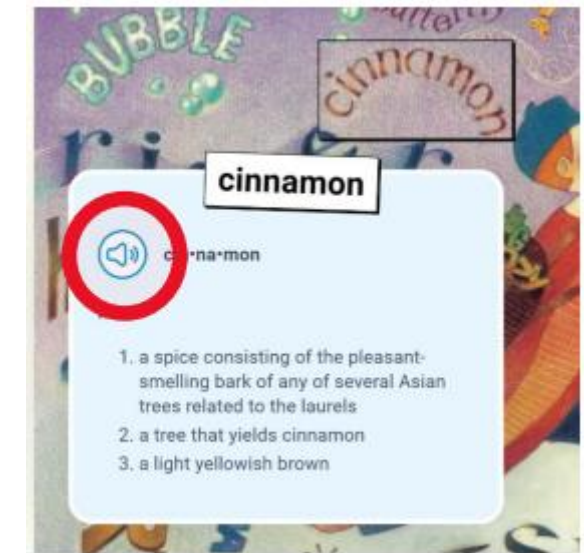 BUBBLE
butterfly
cinnamon
cinnamon
•na•mon
1. a spice consisting of the pleasant-
smelling bark of any of several Asian
trees related to the laurels
2. a tree that yields cinnamon
3. a light yellowish brown